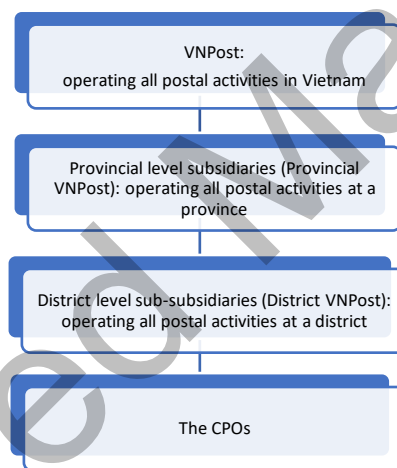 VNPost:
operating all postal activities in Vietnam
Provincial level subsidiaries (Provincial
VNPost): operating all postal activities at a
province
District level sub-subsidiaries (District VNPost):
operating all postal activities at a district
The CPOs